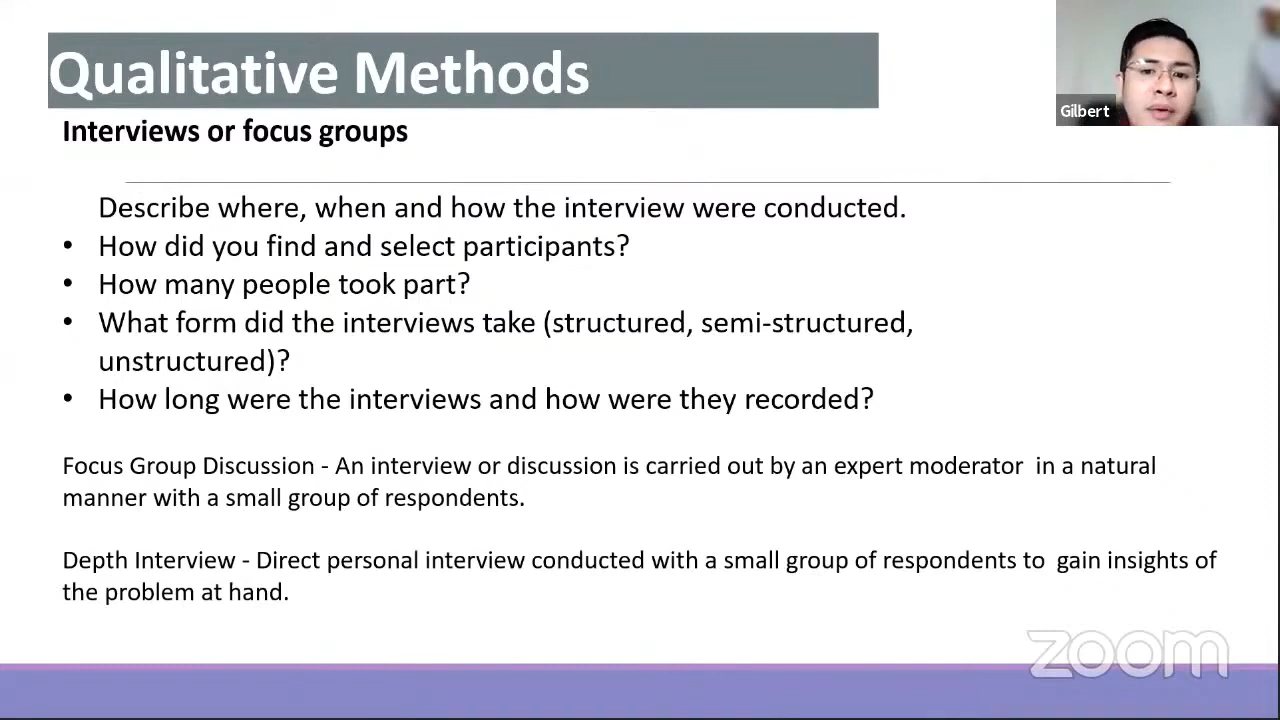 Qualitative Methods
Interviews or focus groups
Gilbert
Describe where, when and how the interview were conducted.
• How did you find and select participants?
• How many people took part?
• What form did the interviews take (structured, semi-structured,
unstructured)?
• How long were the interviews and how were they recorded?
Focus Group Discussion - An interview or discussion is carried out by an expert moderator in a natural
manner with a small group of respondents.
Depth Interview - Direct personal interview conducted with a small group of respondents to gain insights of
the problem at hand.
zoom